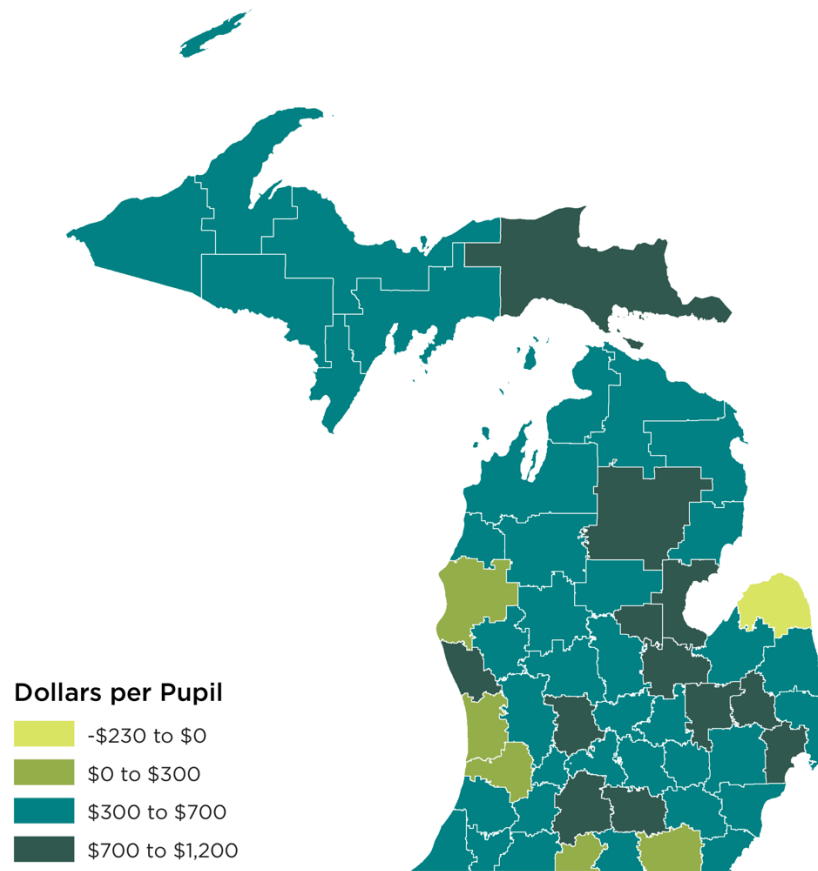 Dollars per Pupil
-$230 to $0
$0 to $300
$300 to $700
$700 to $1,200